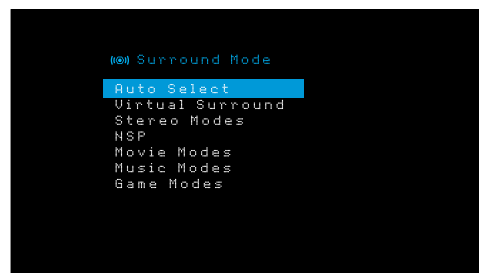 Surround Mode
Auto Select
Virtual Surround
Stereo Modes
NSP
Movie Modes
Music Modes
Game Modes